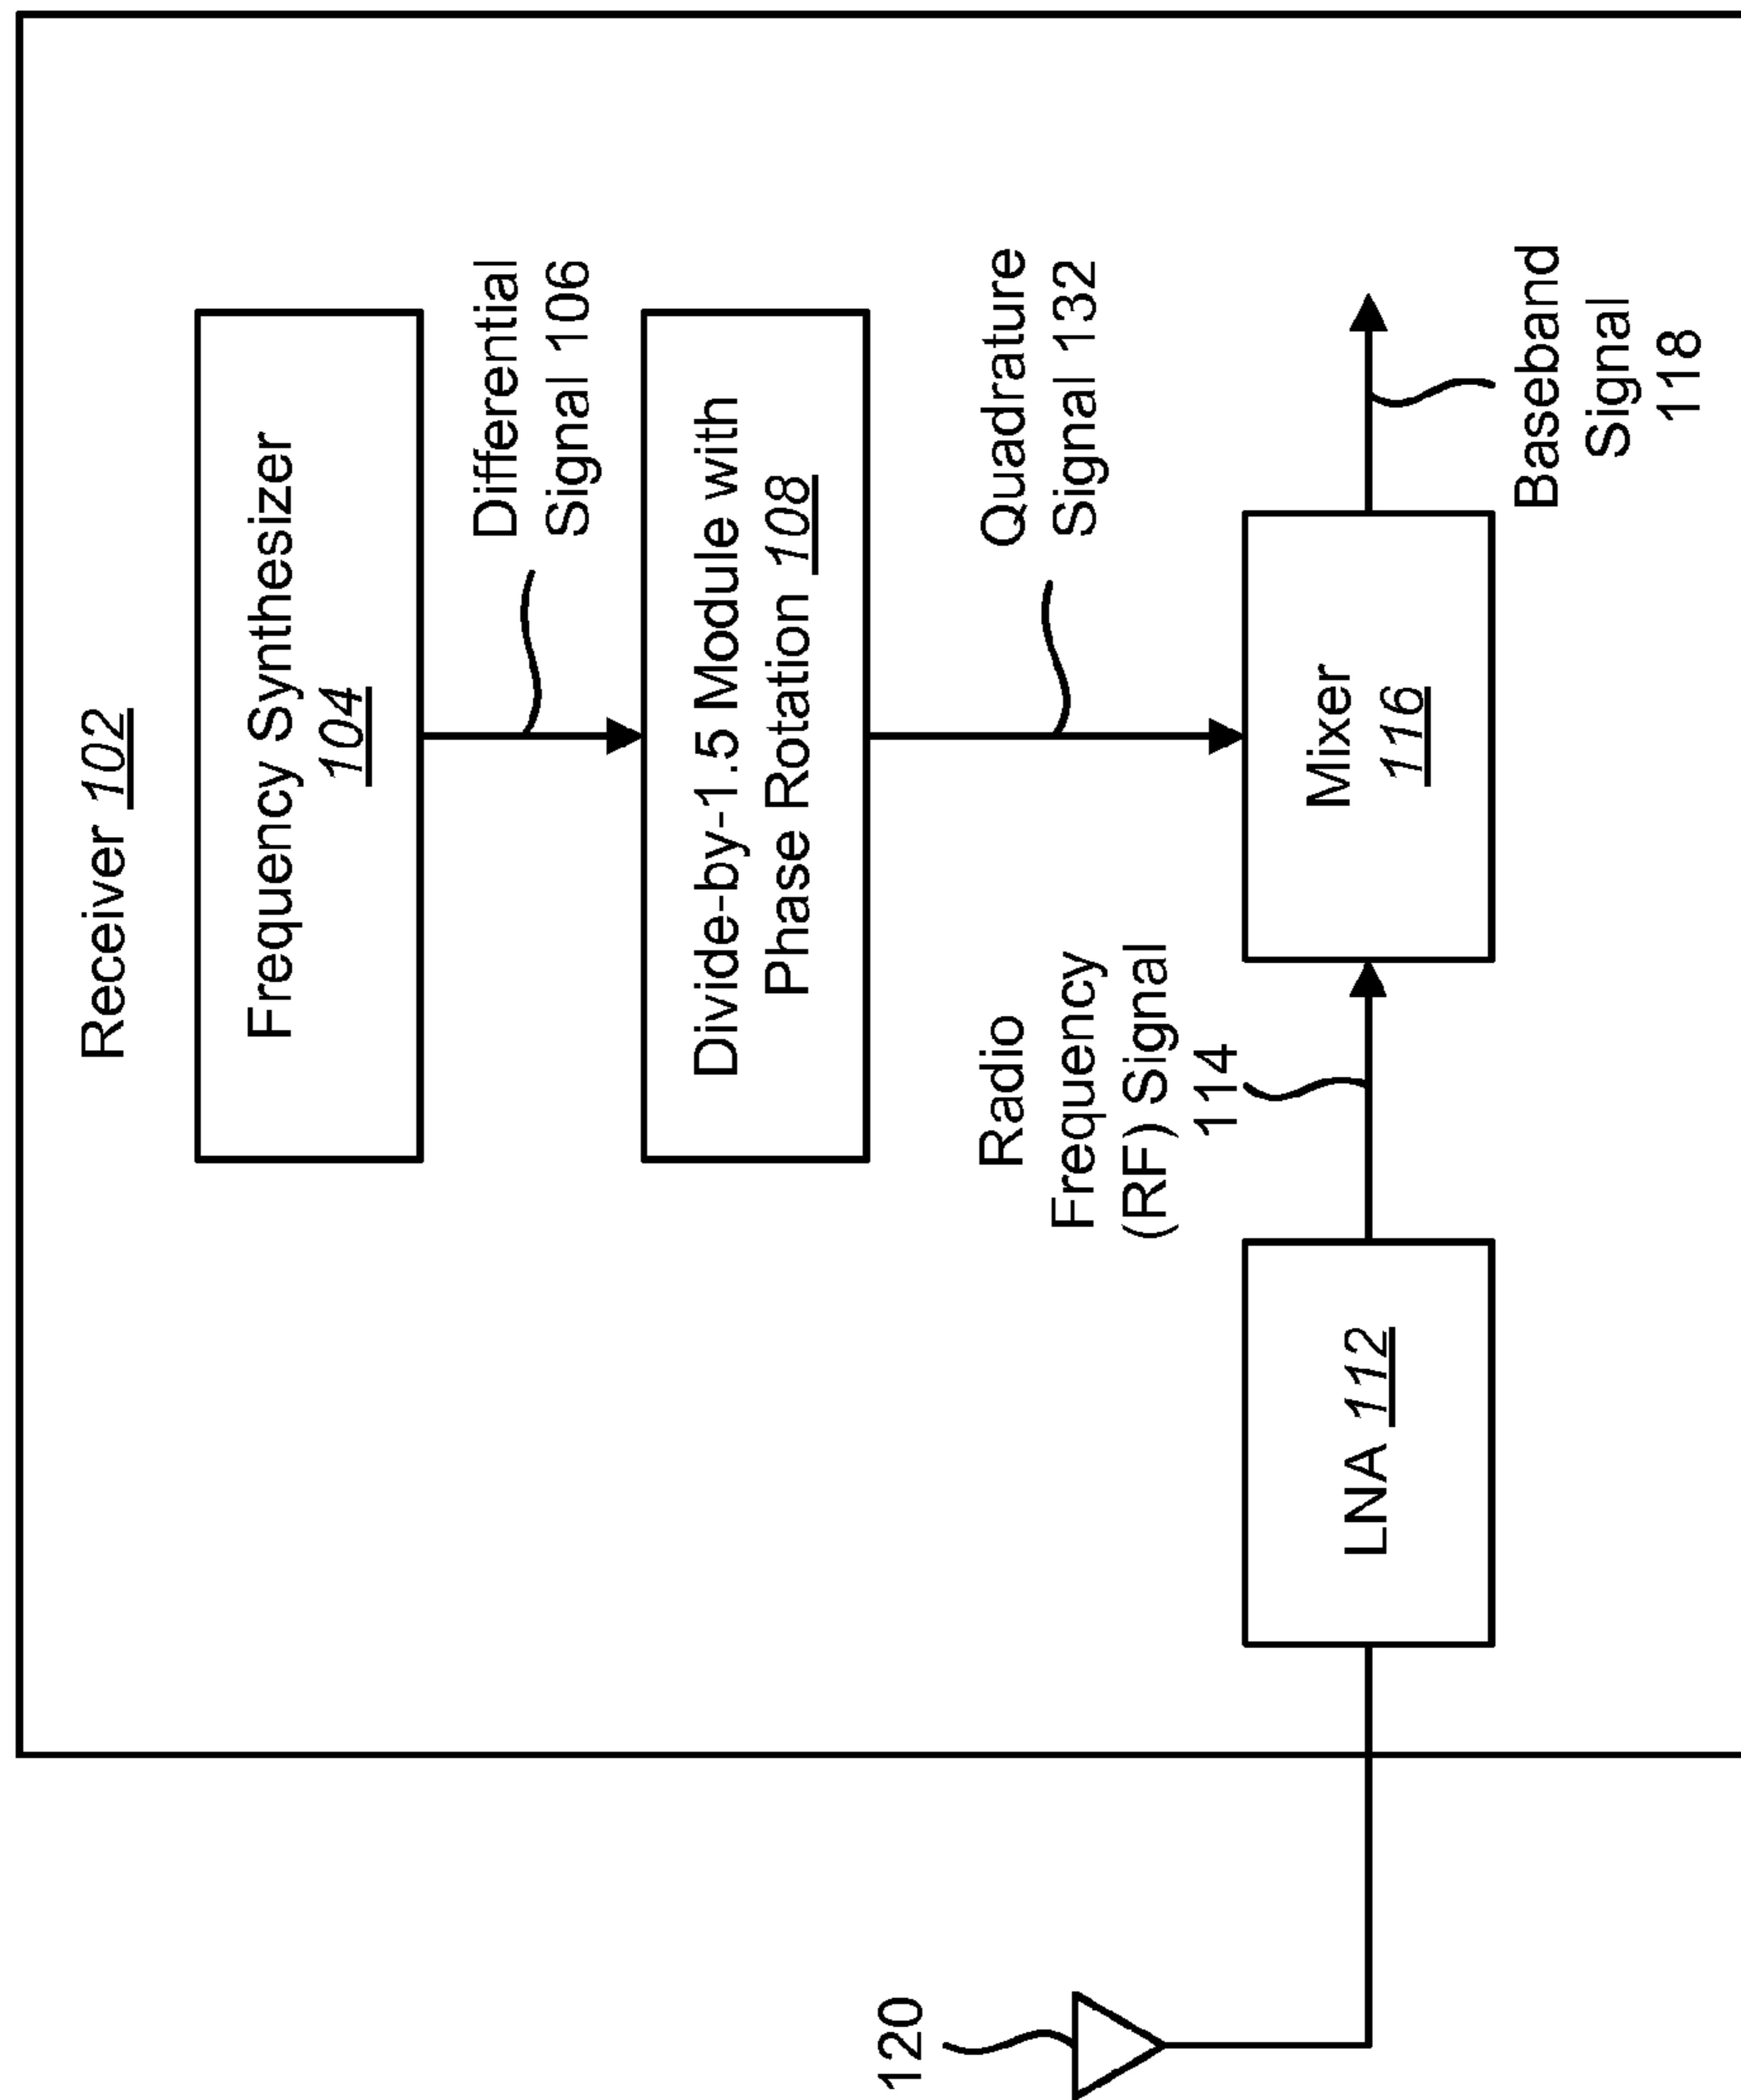 Receiver 102
Frequency Synthesizer
104
Differential
Signal 106
Divide-by-1.5 Module with
Phase Rotation 108
Quadrature
Signal 132
Radio
Frequency
(RF) Signal
114
120
LNA 112
Mixer
116
Baseband
Signal
118